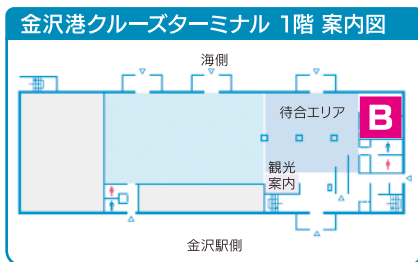 金沢港クルーズターミナル 1階 案内図
海側
待合エリア
B
観光
案内
金沢駅側